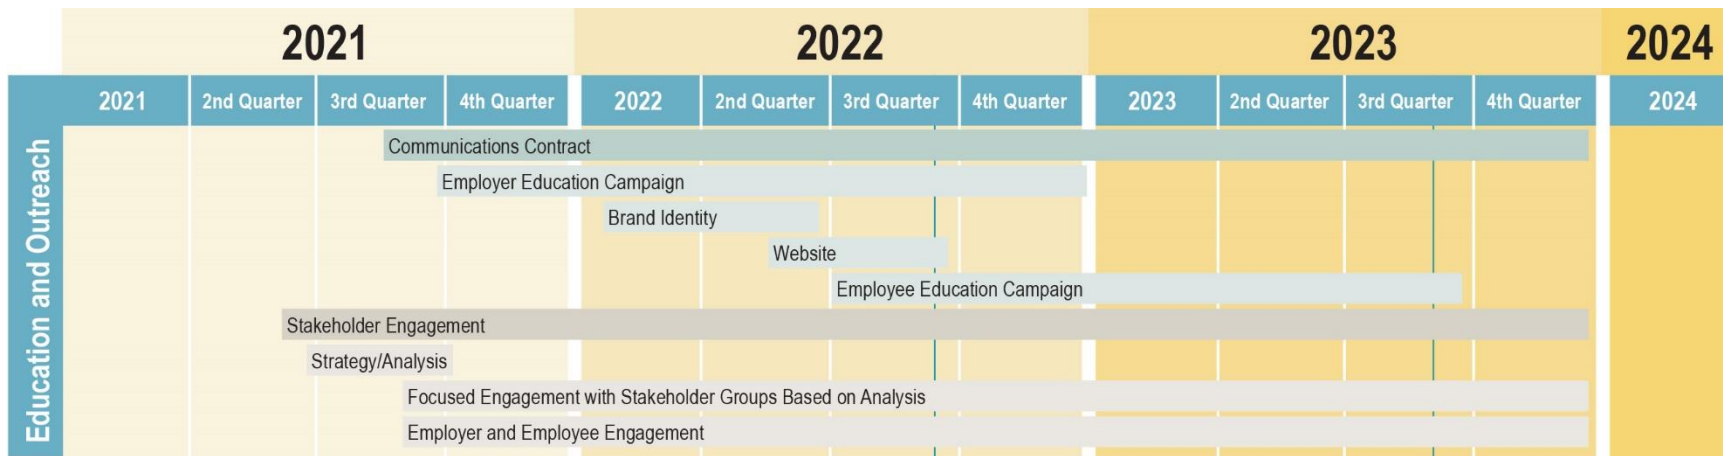 2021
2022
2023
2024
2021
2nd Quarter
3rd Quarter
4th Quarter
2022
2nd Quarter
3rd Quarter
4th Quarter
2023
2nd Quarter
3rd Quarter
4th Quarter
2024
Education and Outreach
Communications Contract
Employer Education Campaign
Brand Identity
Website
Employee Education Campaign
Stakeholder Engagement
Strategy/Analysis
Focused Engagement with Stakeholder Groups Based on Analysis
Employer and Employee Engagement